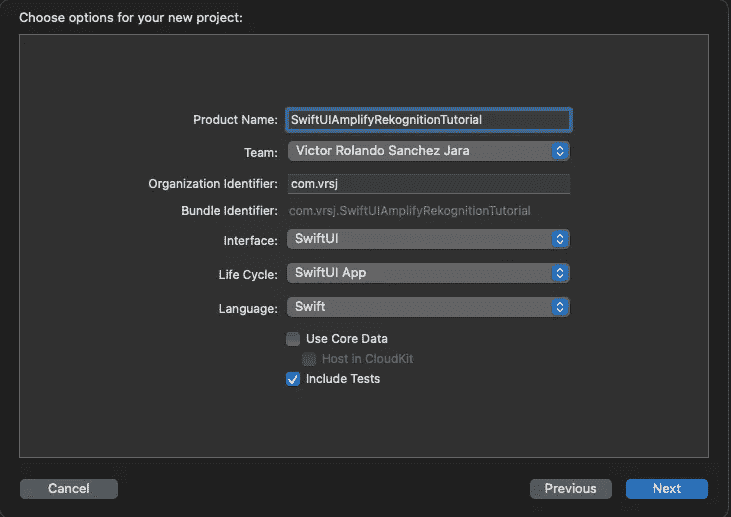 Choose options for your new project:
Product Name: SwiftUIAmplifyRekognitionTutorial
Team: Victor Rolando Sanchez Jara
Organization Identifier: com.vrsj
Bundle Identifier: com.vrsj.SwiftUIAmplifyRekognitionTutorial
Interface: SwiftUI
Life Cycle: SwiftUI App
Language: Swift
Use Core Data
Host in CloudKit
Include Tests
Cancel Previous Next